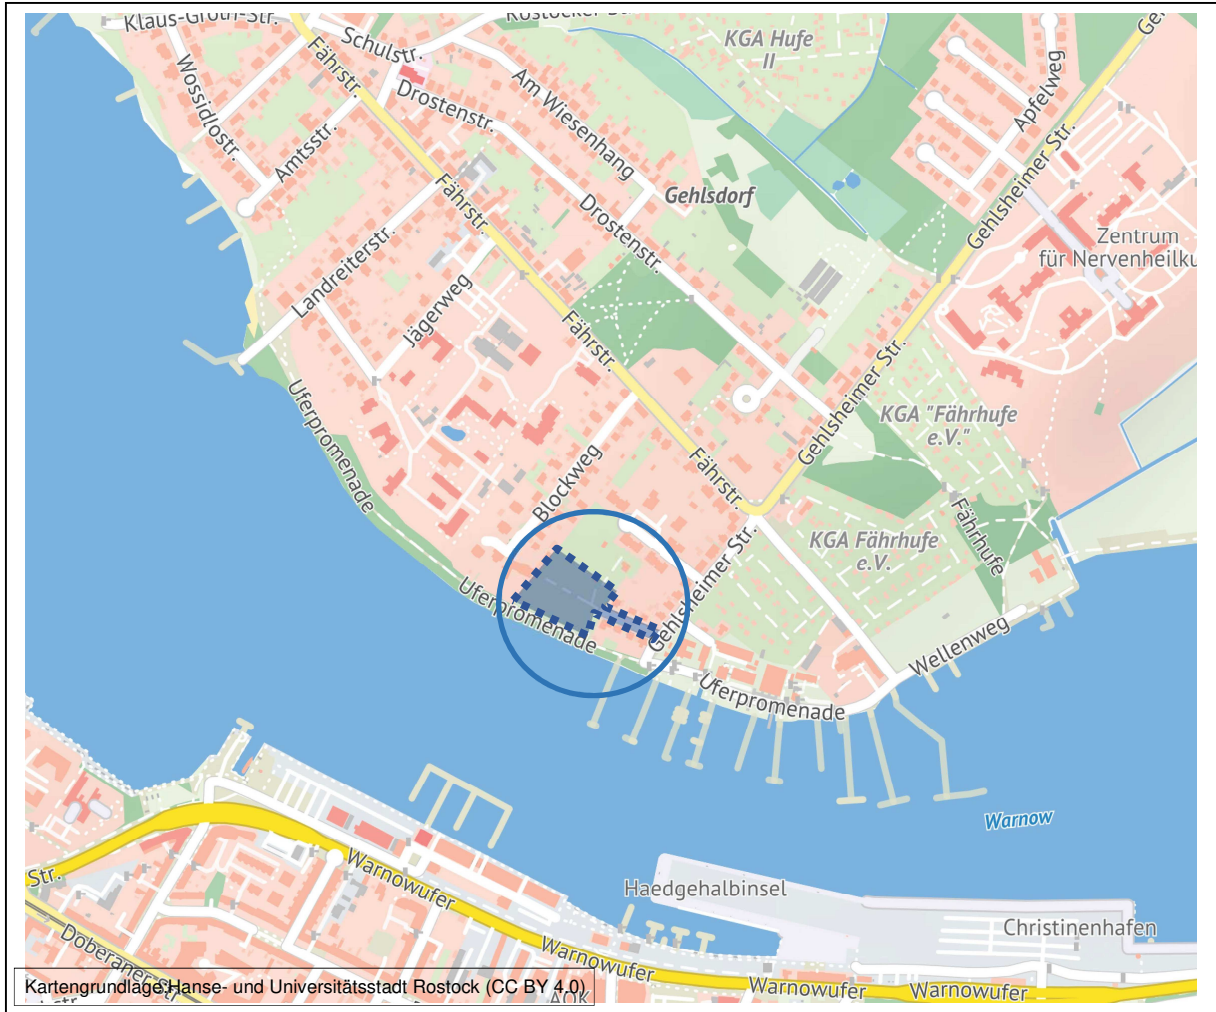 Klaus-Groth-Str.
Schulstr.
Fährstr.
KGA Hufe
II
Ge
Wossidlostr.
Amtsstr.
Drostenstr.
Am Wiesenhang
Apfelweg
Gehlsheimer Str.
Gehlsdorf
Fährstr.
Drostenstr.
Landreiterstr.
Jägerweg
Zentrum
für Nervenheilku
Fährstr.
Gehlsheimer Str.
Uferpromenade
KGA "Fährhufe
e.V."
Blockweg
Fährstr.
Fährhufe
KGA Fährhufe
e.V.
Gehlsheimer Str.
Uferpromenade
Wellenweg
Uferpromenade
Warnow
Str.
Warnowufer
Haedgehalbinsel
Christinenhafen
Doberaner Str
Warnowufer
Warnowufer
Warnowufer
Kartengrundlage:Hanse- und Universitätsstadt Rostock (CC BY 4.0)
AOK